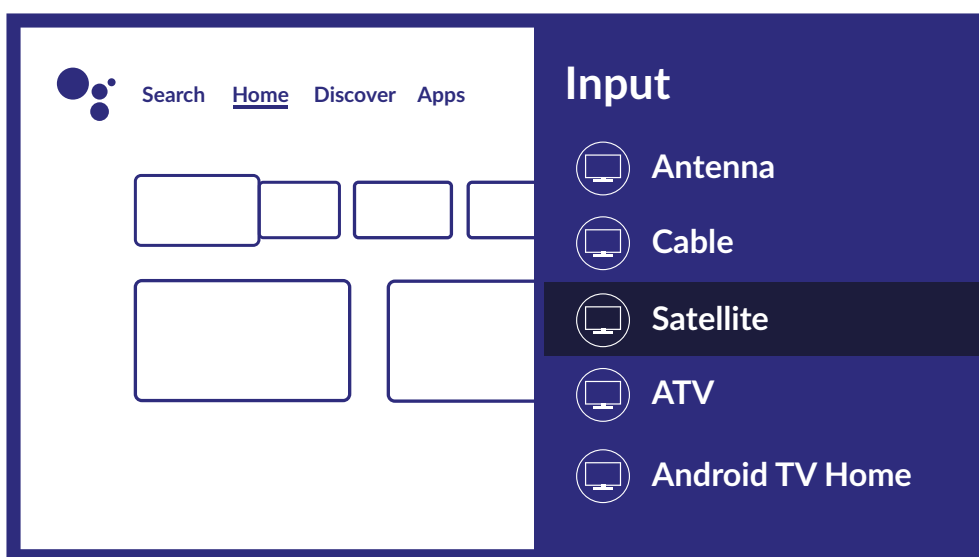 Search Home Discover Apps
Input
Antenna
Cable
Satellite
ATV
Android TV Home